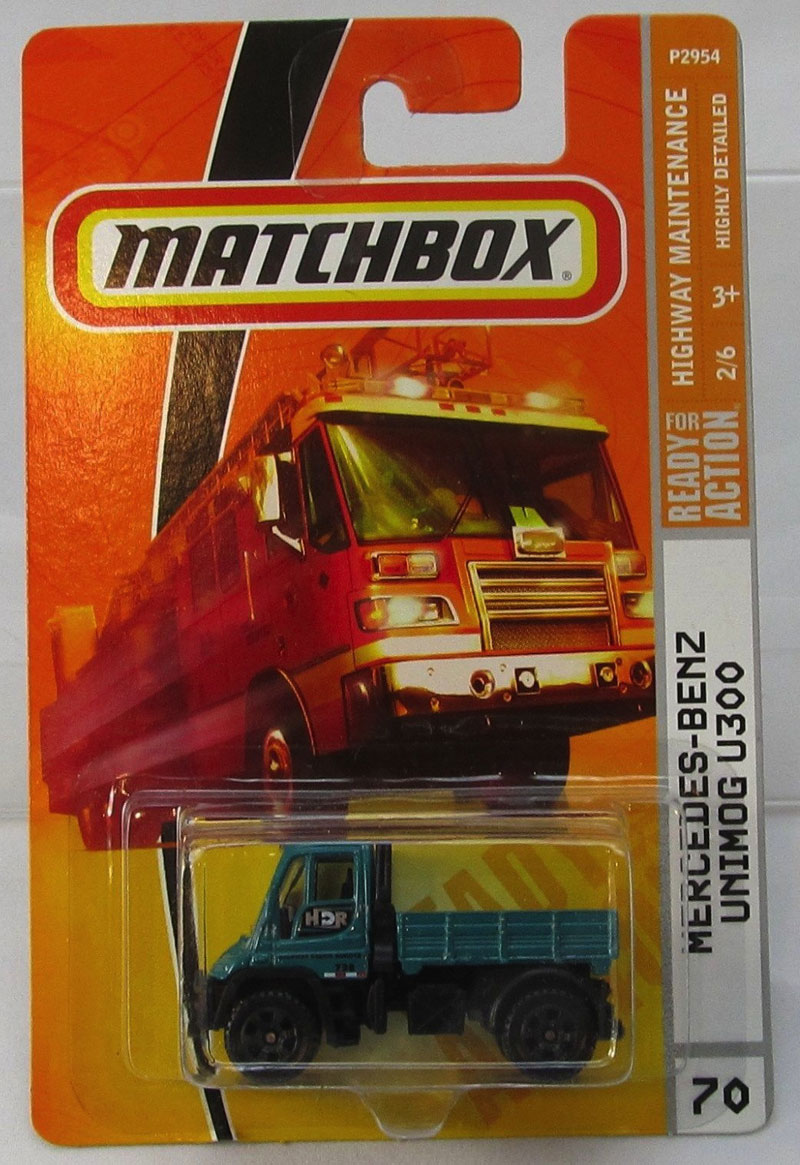 P2954
MATCHBOX®
HIGHWAY MAINTENANCE
HIGHLY DETAILED
2/6
3+
READY FOR
ACTION
MERCEDES-BENZ
UNIMOG U300
HDR
70